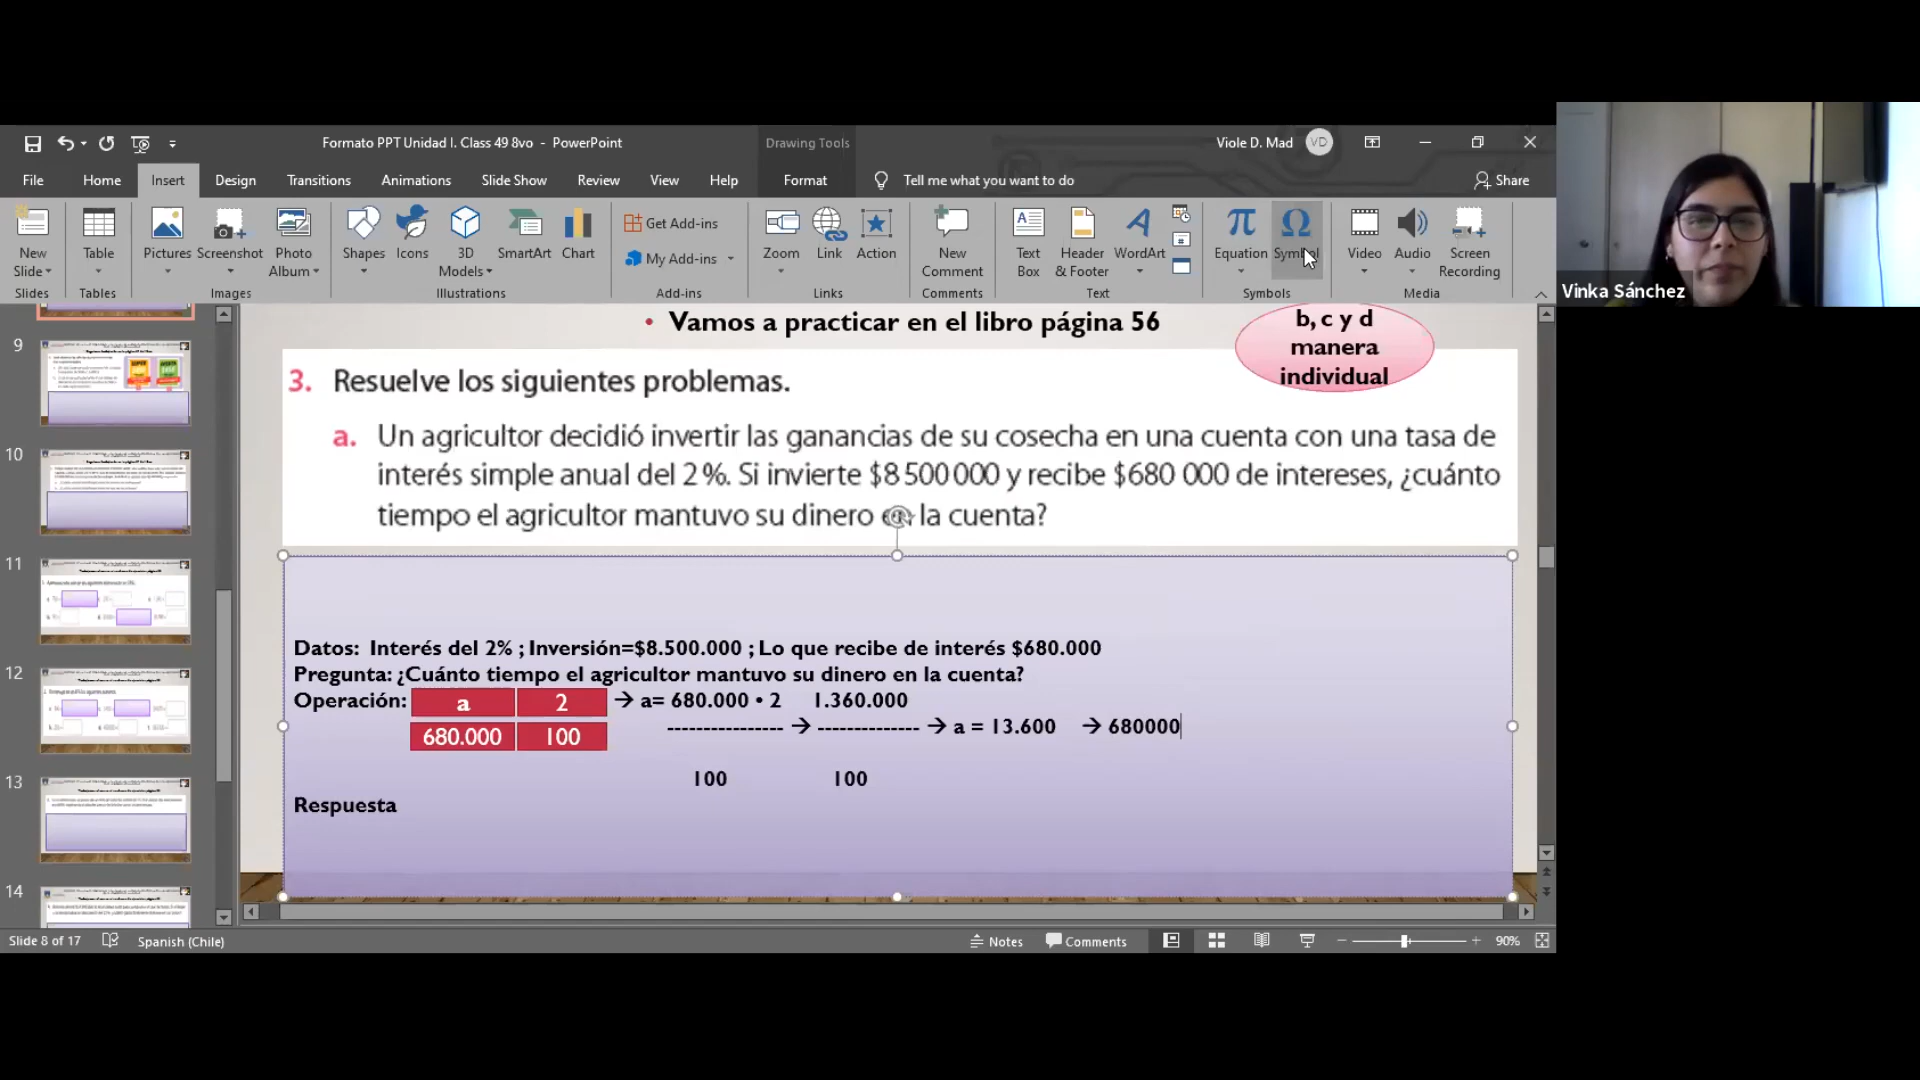 Formato PPT Unidad I. Class 49 8vo - PowerPoint
Drawing Tools
Viole D. Mad
VD
File
Home
Insert
Design
Transitions
Animations
Slide Show
Review
View
Help
Format
Tell me what you want to do
Share
New Slide
Table
Pictures
Screenshot
Photo Album
Shapes
Icons
3D Models
SmartArt
Chart
Get Add-ins
My Add-ins
Zoom
Link
Action
New Comment
Text Box
Header & Footer
WordArt
Equation
Symbol
Video
Audio
Screen Recording
Slides
Tables
Images
Illustrations
Add-ins
Links
Comments
Text
Symbols
Media
Vinka Sánchez
9
10
11
12
13
14
• Vamos a practicar en el libro página 56
b, c y d
manera
individual
3. Resuelve los siguientes problemas.
a. Un agricultor decidió invertir las ganancias de su cosecha en una cuenta con una tasa de
interés simple anual del 2%. Si invierte $8 500 000 y recibe $680 000 de intereses, ¿cuánto
tiempo el agricultor mantuvo su dinero en la cuenta?
Datos: Interés del 2% ; Inversión=$8.500.000 ; Lo que recibe de interés $680.000
Pregunta: ¿Cuánto tiempo el agricultor mantuvo su dinero en la cuenta?
Operación: a 2 → a= 680.000 • 2 1.360.000
680.000 100 ---------------- → -------------- → a = 13.600 → 680000
100 100
Respuesta
Slide 8 of 17
Spanish (Chile)
Notes
Comments
90%